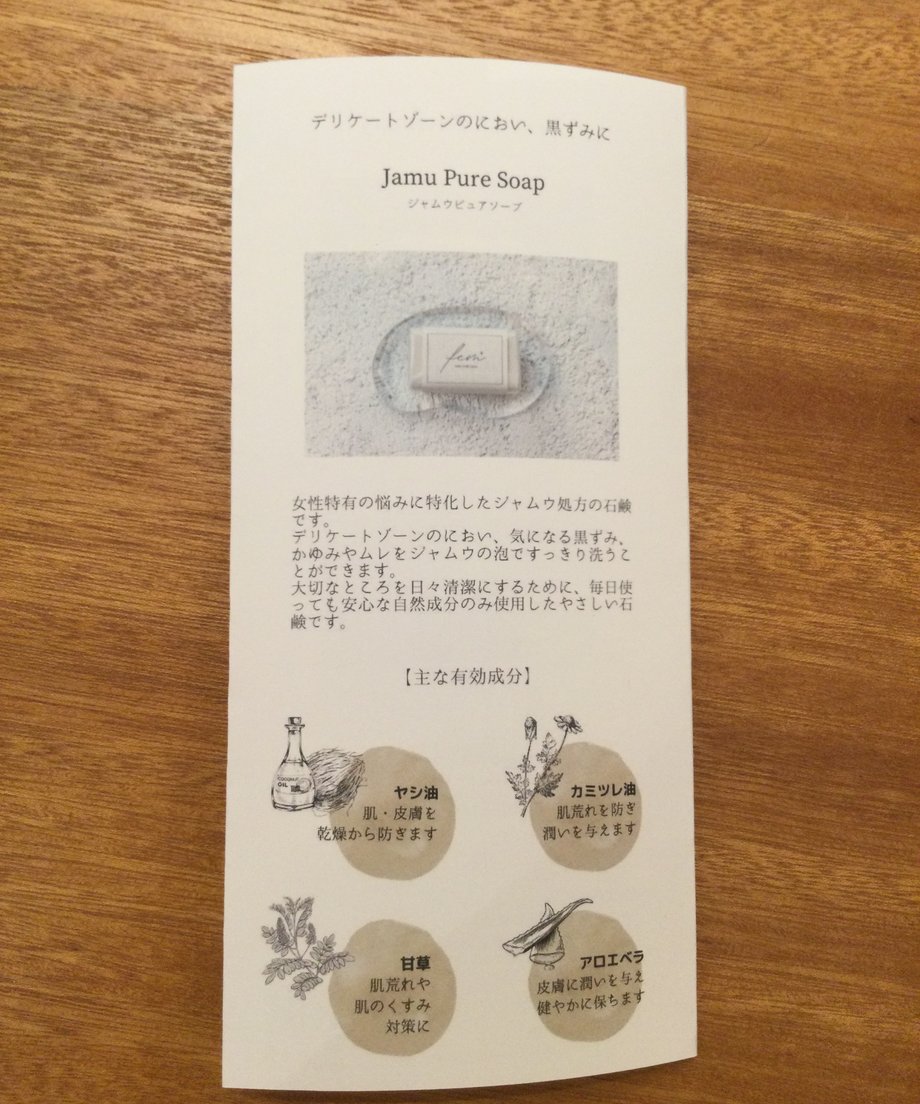 デリケートゾーンのにおい、黒ずみに
Jamu Pure Soap
ジャムウピュアソープ
fem
女性特有の悩みに特化したジャムウ処方の石鹸
です。
デリケートゾーンのにおい、気になる黒ずみ、
かゆみやムレをジャムウの泡ですっきり洗うこ
とができます。
大切なところを日々清潔にするために、毎日使
っても安心な自然成分のみ使用したやさしい石
鹸です。
【主な有効成分】
COCONUT
OIL
ヤシ油
肌・皮膚を
乾燥から防ぎます
カミツレ油
肌荒れを防ぎ
潤いを与えます
甘草
肌荒れや
肌のくすみ
対策に
アロエベラ
皮膚に潤いを与え
健やかに保ちます